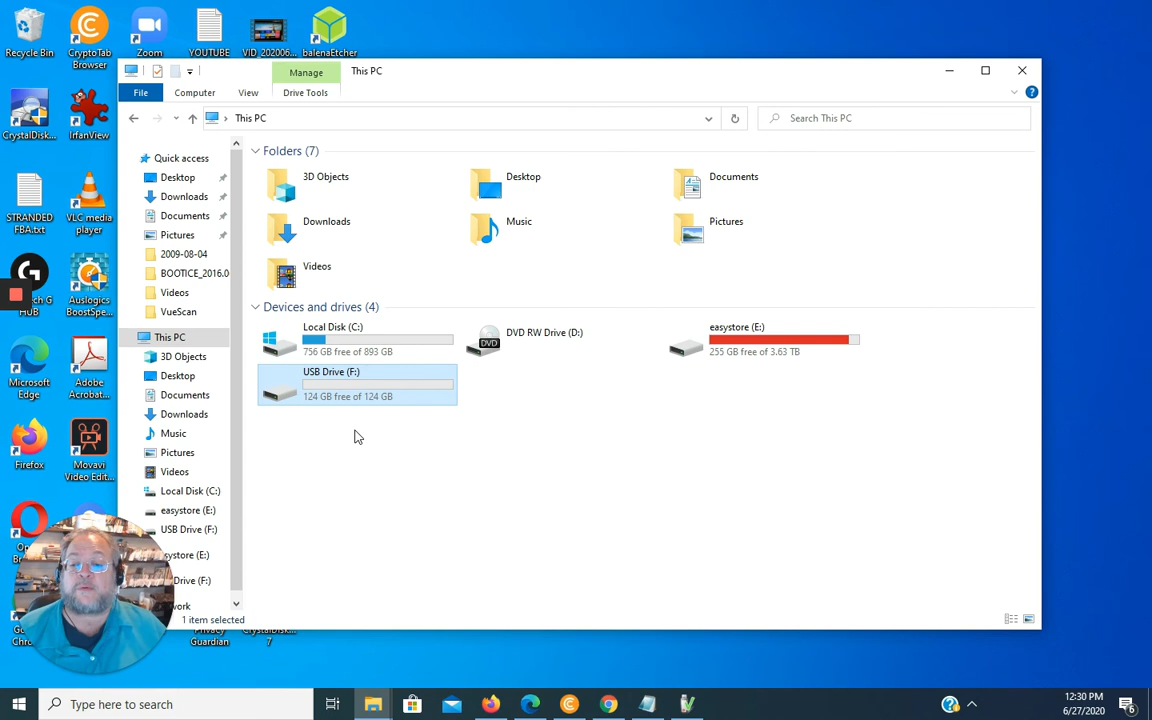 Recycle Bin
CryptoTab
Browser
Zoom
YOUTUBE
VID_202006...
balenaEtcher
Manage
This PC
File
Computer
View
Drive Tools
This PC
Search This PC
CrystalDisk...
IrfanView
STRANDED
FBA.txt
VLC media
player
HUB
Auslogics
BoostSpe...
Microsoft
Edge
Adobe
Acrobat...
Firefox
Movavi
Video Edit...
Quick access
Desktop
Downloads
Documents
Pictures
2009-08-04
BOOTICE_2016.0
Videos
VueScan
This PC
3D Objects
Desktop
Documents
Downloads
Music
Pictures
Videos
Local Disk (C:)
easystore (E:)
USB Drive (F:)
ystore (E:)
Drive (F:)
work
Folders (7)
3D Objects
Desktop
Documents
Downloads
Music
Pictures
Videos
Devices and drives (4)
Local Disk (C:)
756 GB free of 893 GB
DVD RW Drive (D:)
DVD
easystore (E:)
255 GB free of 3.63 TB
USB Drive (F:)
124 GB free of 124 GB
1 item selected
Privacy
Guardian
7
Type here to search
12:30 PM
6/27/2020
6